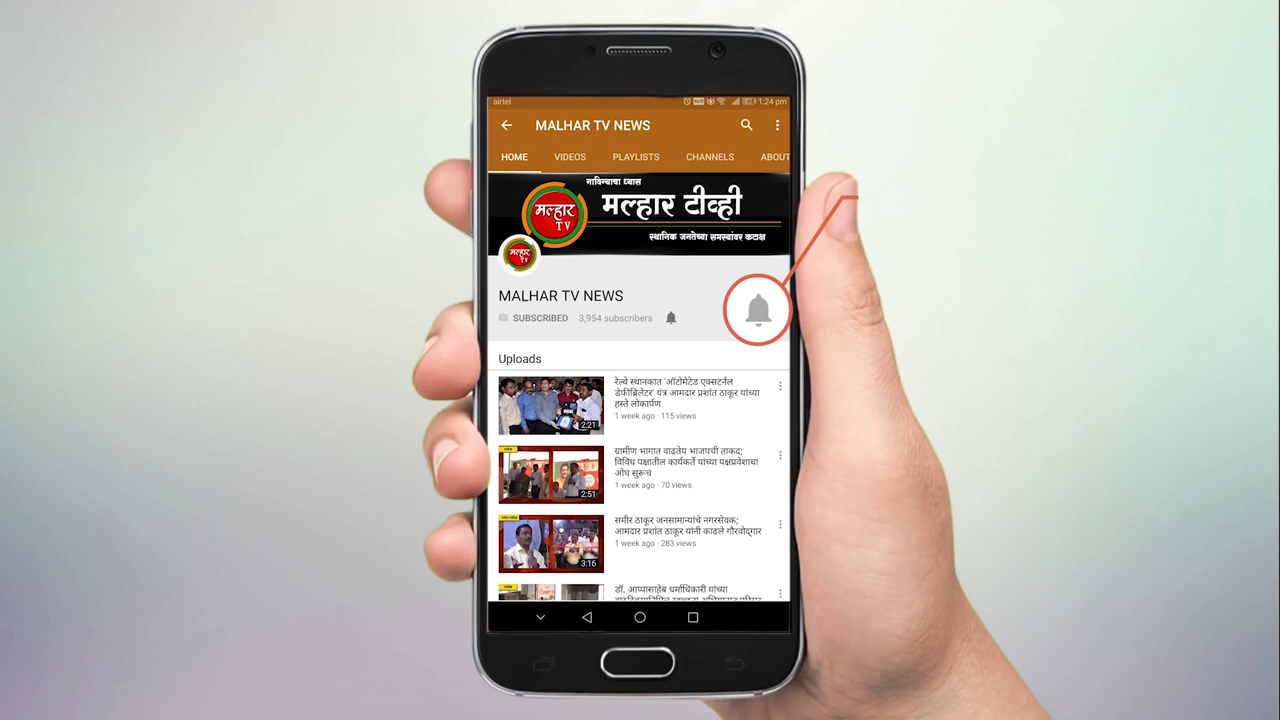 airtel 1:24 pm
MALHAR TV NEWS
HOME VIDEOS PLAYLISTS CHANNELS ABOUT
नाविन्याचा ध्यास
मल्हार टीव्ही
मल्हार
TV
स्थानिक जनतेच्या समस्यांवर कटाक्ष
मल्हार
TV
MALHAR TV NEWS
SUBSCRIBED 3,954 subscribers
Uploads
रेल्वे स्थानकात 'ऑटोमेटेड एक्सटर्नल
डेफीब्रिलेटर' यंत्र आमदार प्रशांत ठाकूर यांच्या
हस्ते लोकार्पण
1 week ago · 115 views
2:21
ग्रामीण भागात वाढतेय भाजपची ताकद;
विविध पक्षातील कार्यकर्ते यांच्या पक्षप्रवेशाचा
ओघ सुरूच
1 week ago · 70 views
2:51
समीर ठाकूर जनसामान्यांचे नगरसेवक;
आमदार प्रशांत ठाकूर यांनी काढले गौरवोद्गार
1 week ago · 283 views
3:16
डॉ. आप्पासाहेब धर्माधिकारी यांच्या